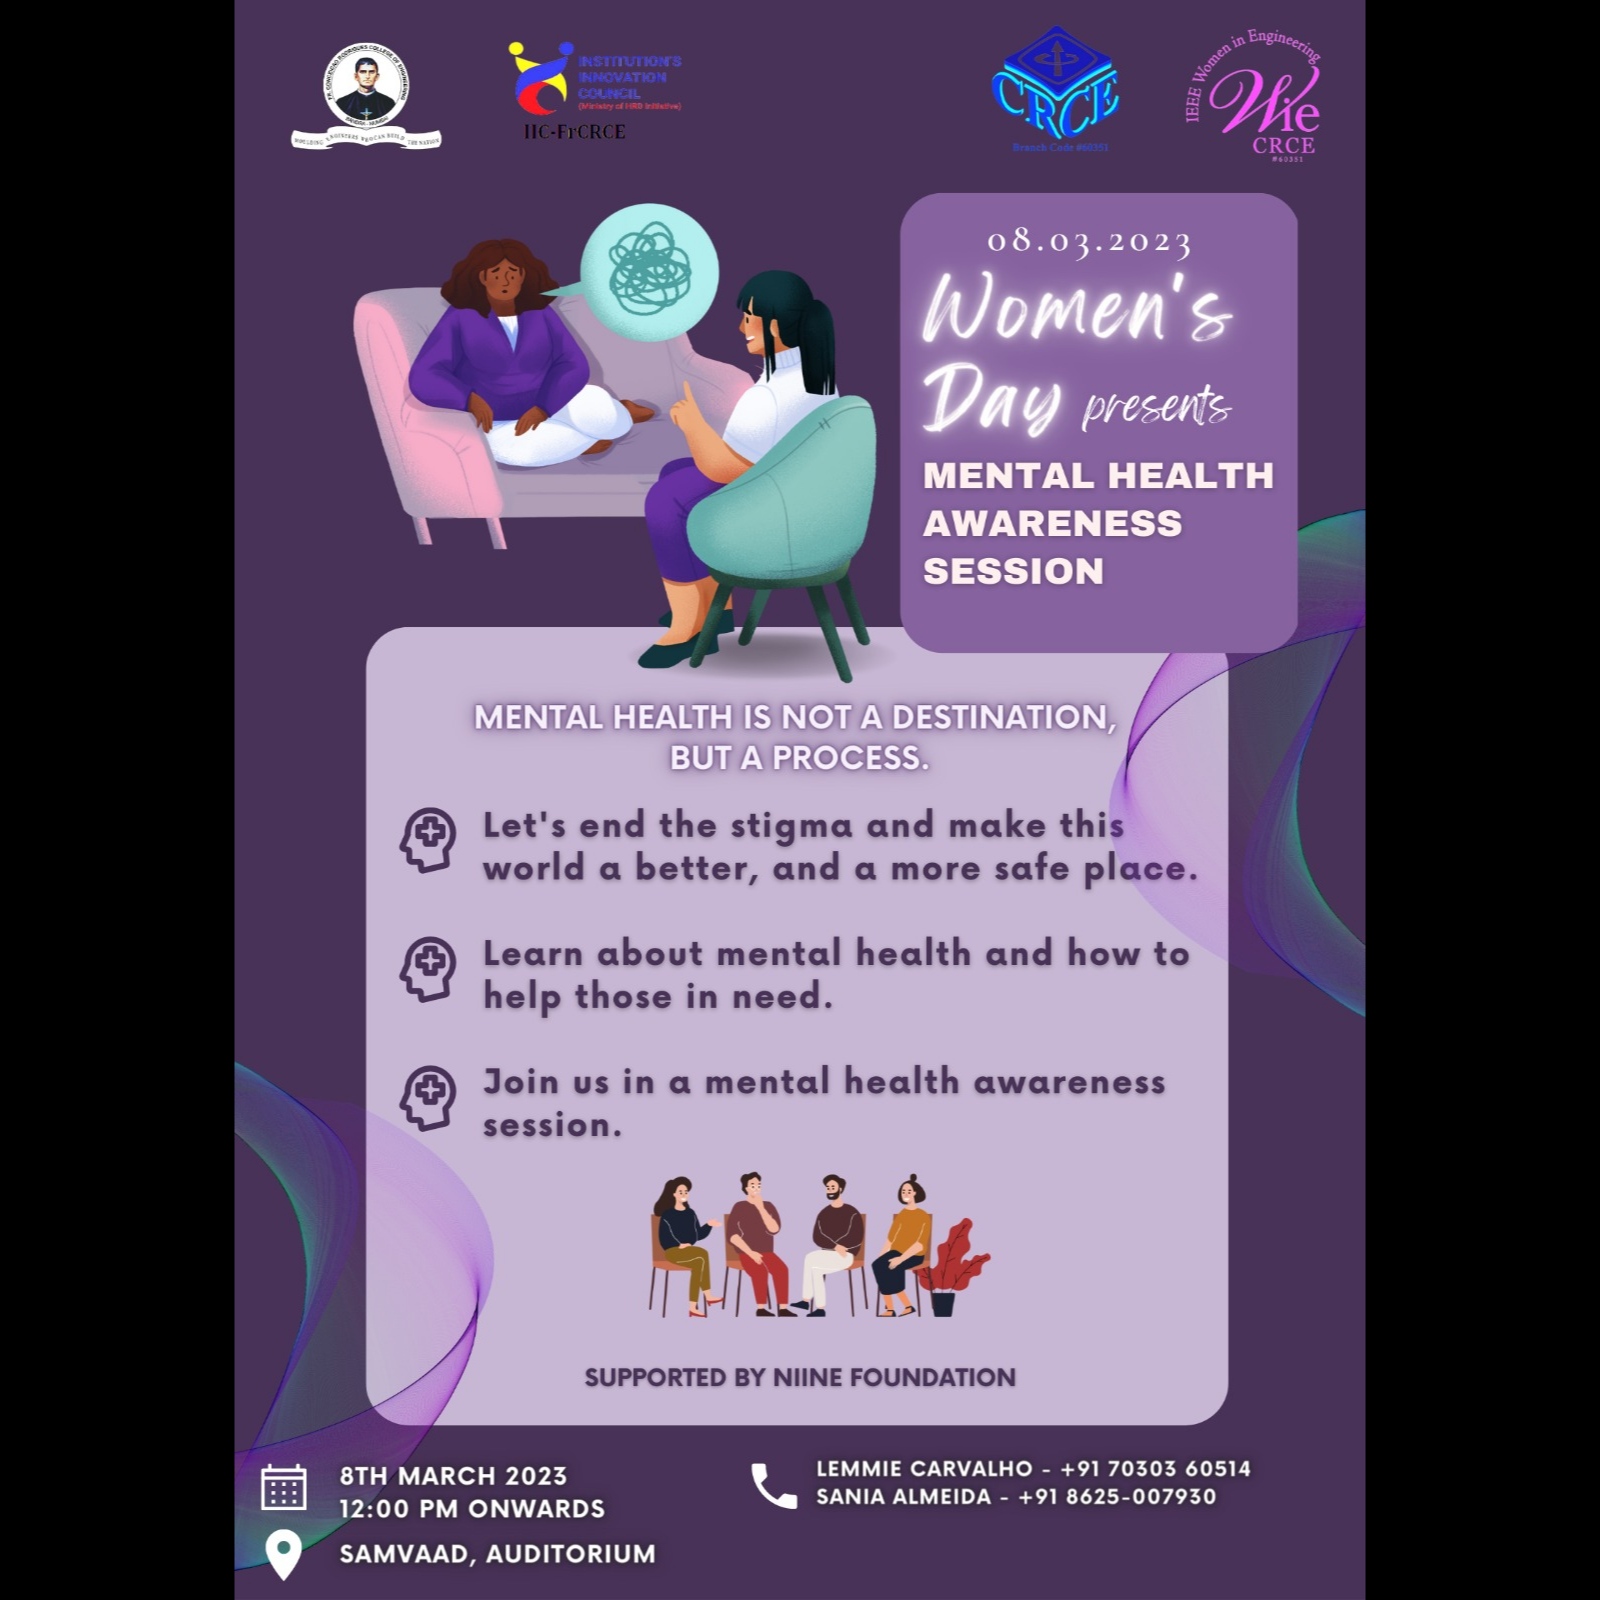 FR. CONCEICAO RODRIGUES COLLEGE OF ENGINEERING
BANDRA - MUMBAI
MOULDING ENGINEERS WHO CAN BUILD THE NATION
INSTITUTION'S
INNOVATION
COUNCIL
(Ministry of HRD Initiative)
IIC-FrCRCE
CRCE
Branch Code #60351
IEEE Women in Engineering
Wie
CRCE
#60351
08.03.2023
Women's
Day presents
MENTAL HEALTH
AWARENESS
SESSION
MENTAL HEALTH IS NOT A DESTINATION,
BUT A PROCESS.
Let's end the stigma and make this
world a better, and a more safe place.
Learn about mental health and how to
help those in need.
Join us in a mental health awareness
session.
SUPPORTED BY NIINE FOUNDATION
8TH MARCH 2023
12:00 PM ONWARDS
SAMVAAD, AUDITORIUM
LEMMIE CARVALHO - +91 70303 60514
SANIA ALMEIDA - +91 8625-007930